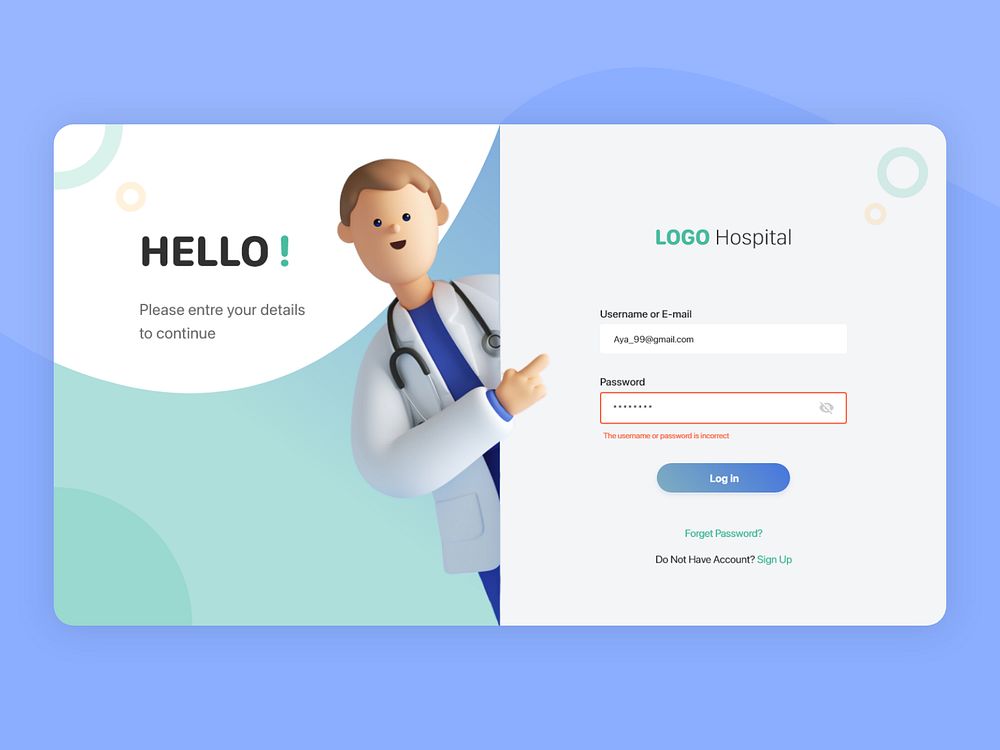 HELLO !
Please entre your details
to continue
LOGO Hospital
Username or E-mail
Aya_99@gmail.com
Password
********
The username or password is incorrect
Log in
Forget Password?
Do Not Have Account? Sign Up